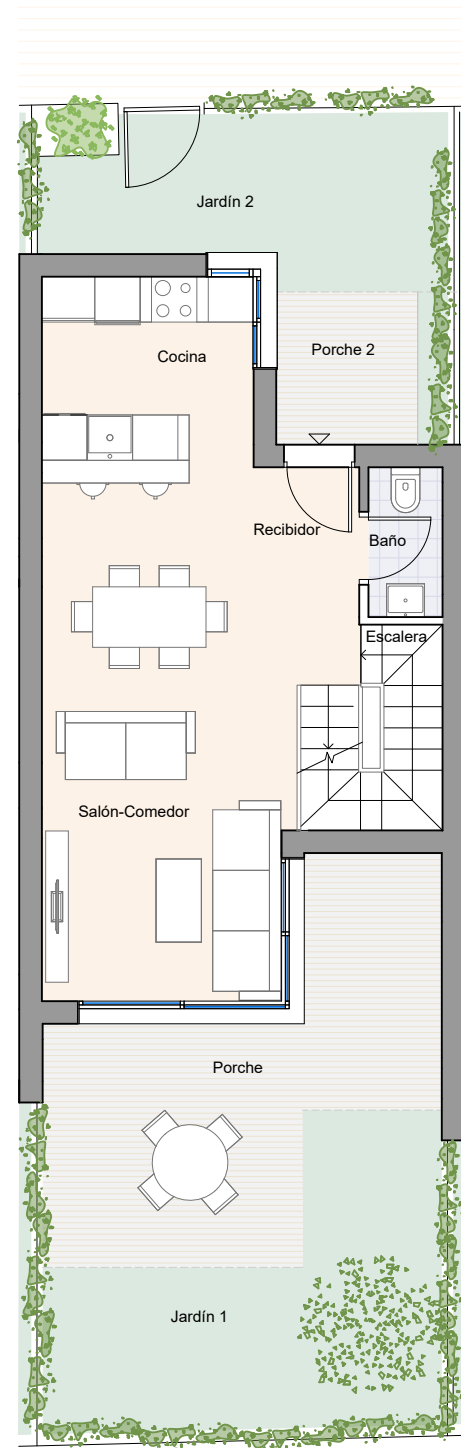 Jardín 2
Porche 2
Cocina
Recibidor
Baño
Escalera
Salón-Comedor
Porche
Jardín 1